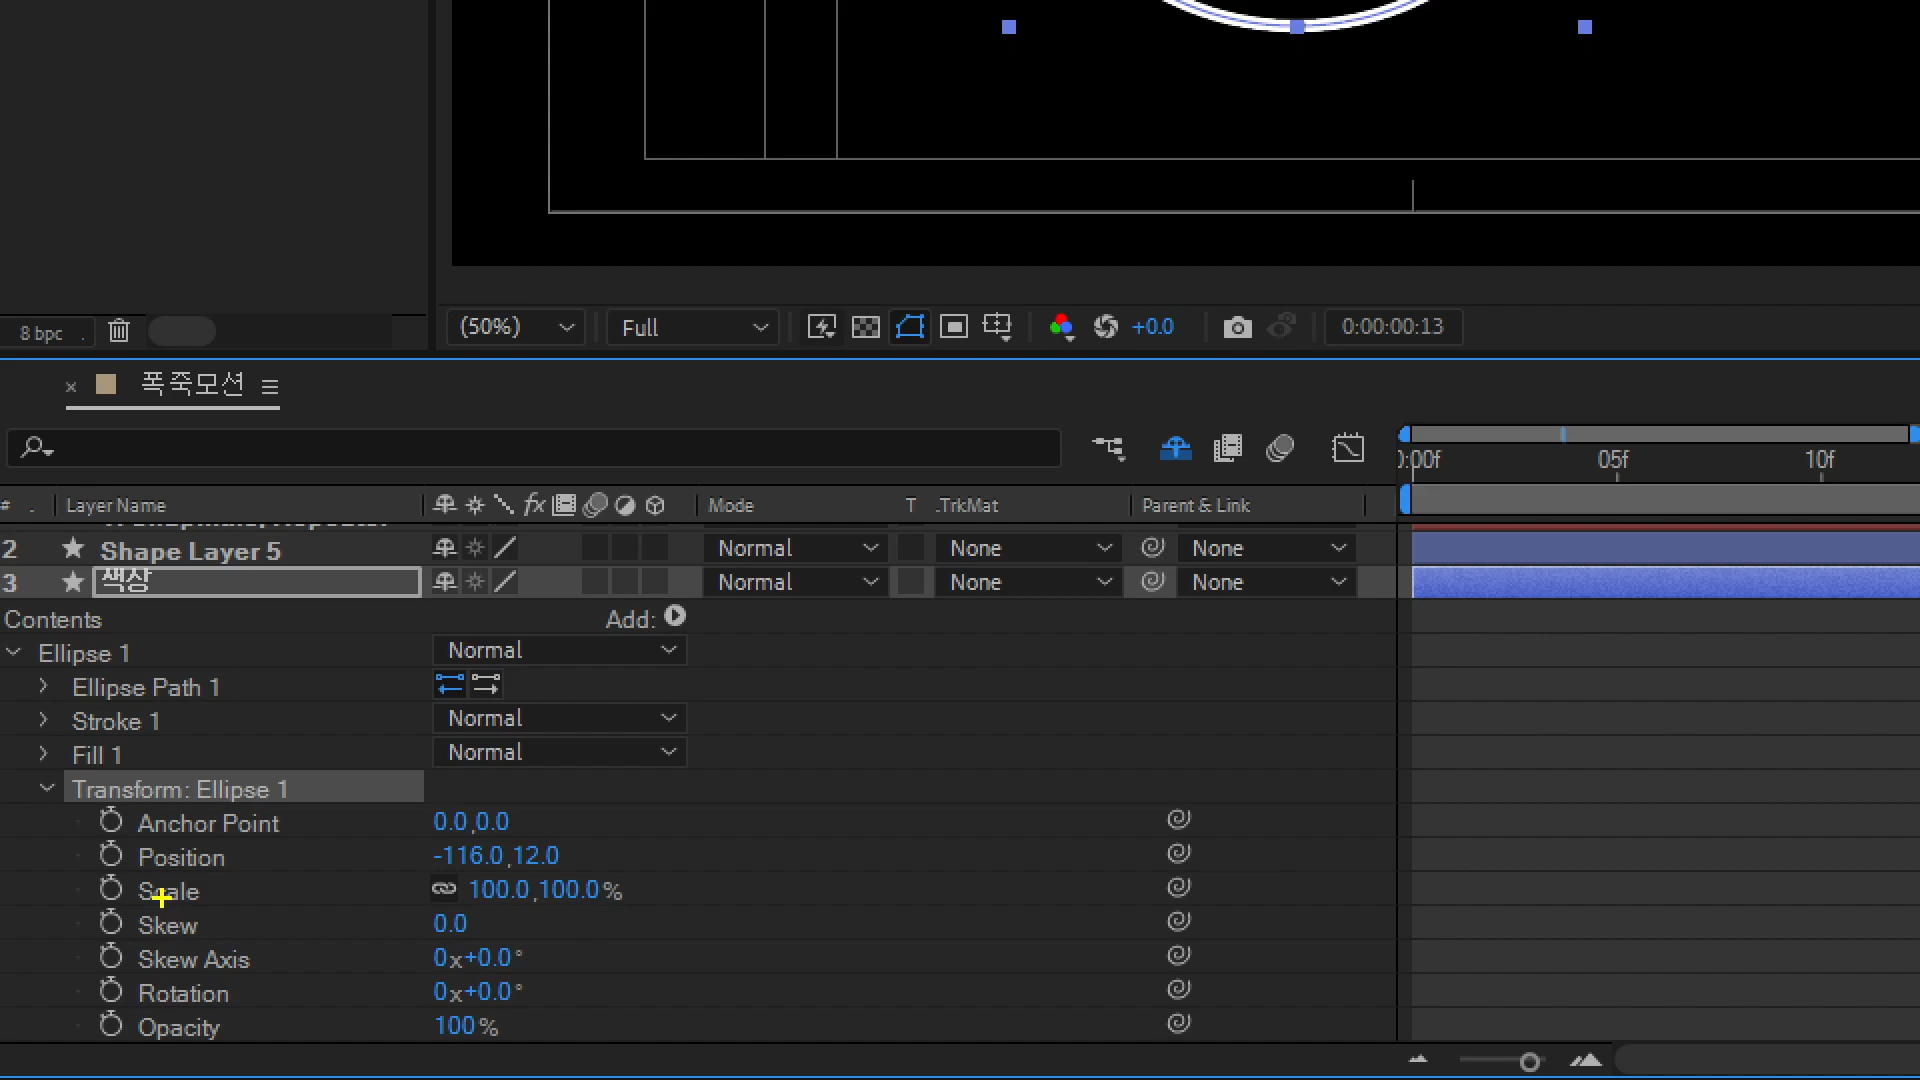 8 bpc
(50%) Full +0.0 0:00:00:13
폭죽모션
0:00f 05f 10f
# . Layer Name fx Mode T .TrkMat Parent & Link
2 Shape Layer 5 Normal None None
3 색상 Normal None None
Contents Add:
Ellipse 1 Normal
Ellipse Path 1
Stroke 1 Normal
Fill 1 Normal
Transform: Ellipse 1
Anchor Point 0.0,0.0
Position -116.0,12.0
Scale 100.0,100.0%
Skew 0.0
Skew Axis 0x+0.0°
Rotation 0x+0.0°
Opacity 100%